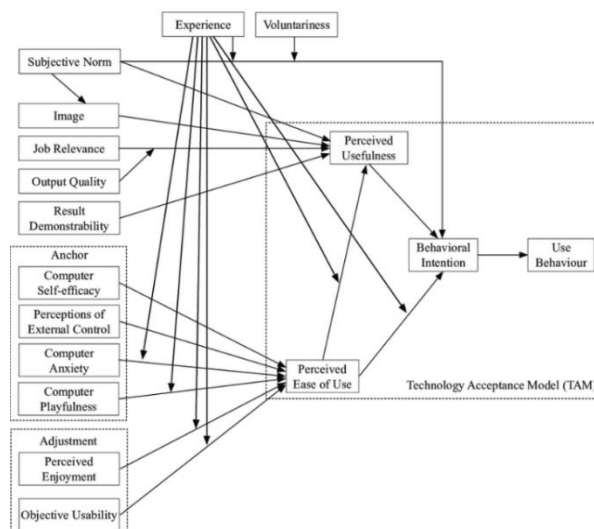 Experience
Voluntariness
Subjective Norm
Image
Job Relevance
Output Quality
Result
Demonstrability
Perceived
Usefulness
Behavioral
Intention
Use
Behaviour
Anchor
Computer
Self-efficacy
Perceptions of
External Control
Computer
Anxiety
Computer
Playfulness
Perceived
Ease of Use
Technology Acceptance Model (TAM)
Adjustment
Perceived
Enjoyment
Objective Usability